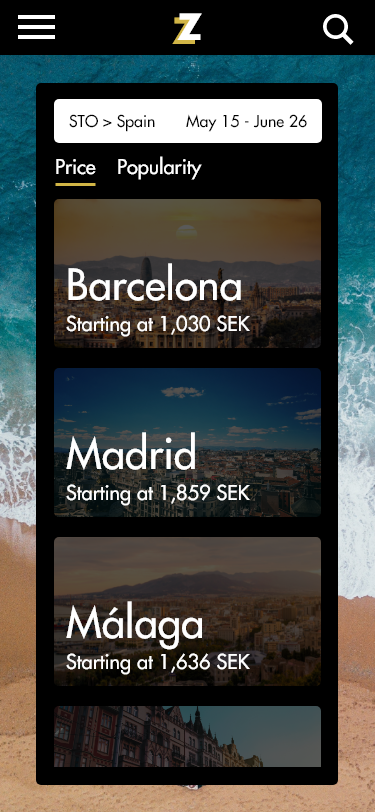 Z
STO > Spain May 15 - June 26
Price Popularity
Barcelona
Starting at 1,030 SEK
Madrid
Starting at 1,859 SEK
Málaga
Starting at 1,636 SEK